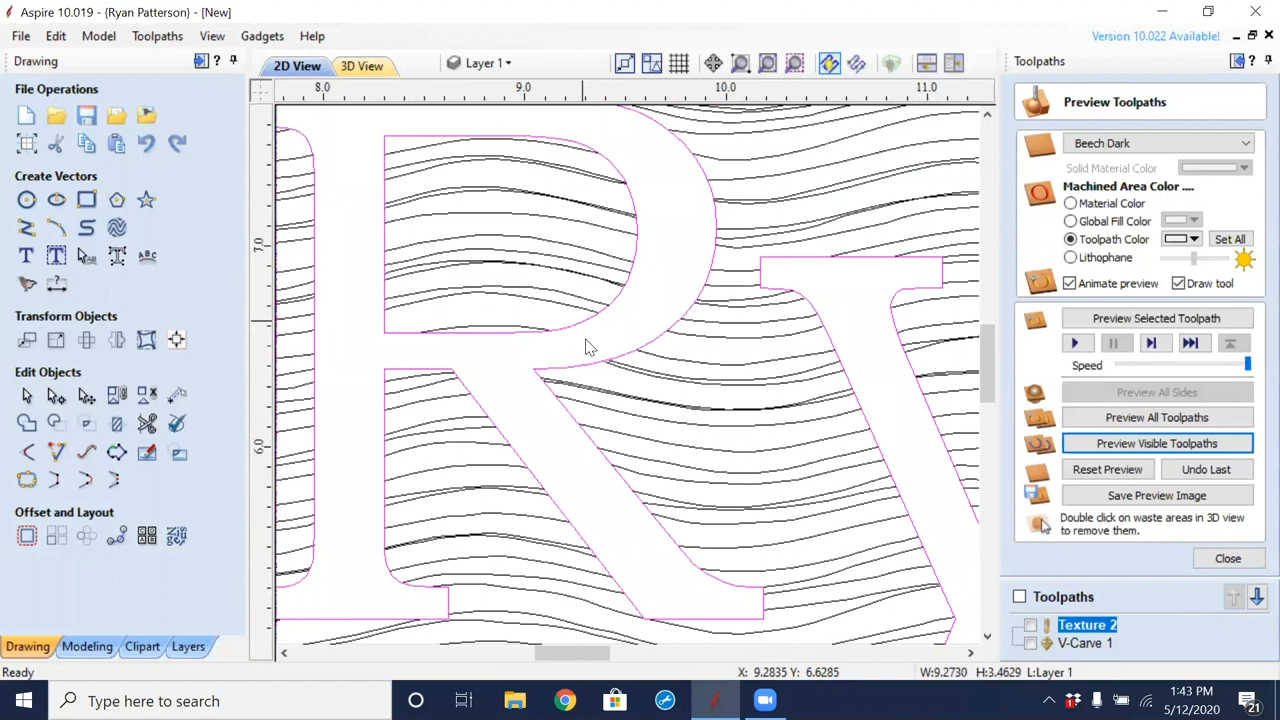 Aspire 10.019 - {Ryan Patterson} - [New]
File Edit Model Toolpaths View Gadgets Help
Version 10.022 Available!
Drawing
?
File Operations
Create Vectors
Transform Objects
Edit Objects
Offset and Layout
Drawing Modeling Clipart Layers
Ready
2D View 3D View
Layer 1
8.0 9.0 10.0 11.0
7.0
6.0
X: 9.2835 Y: 6.6285
W:9.2730 H:3.4629 L:Layer 1
Toolpaths
?
Preview Toolpaths
Beech Dark
Solid Material Color
Machined Area Color ....
Material Color
Global Fill Color
Toolpath Color
Set All
Lithophane
Animate preview
Draw tool
Preview Selected Toolpath
Speed
Preview All Sides
Preview All Toolpaths
Preview Visible Toolpaths
Reset Preview
Undo Last
Save Preview Image
Double click on waste areas in 3D view
to remove them.
Close
Toolpaths
Texture 2
V-Carve 1
Type here to search
1:43 PM
5/12/2020
21